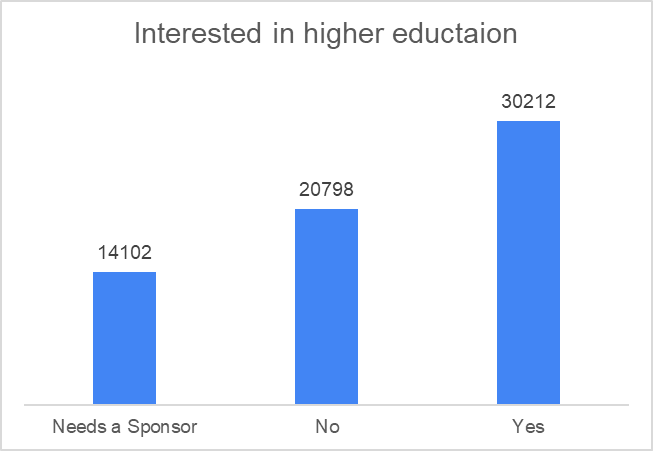 Interested in higher eductaion
30212
20798
14102
Needs a Sponsor
No
Yes